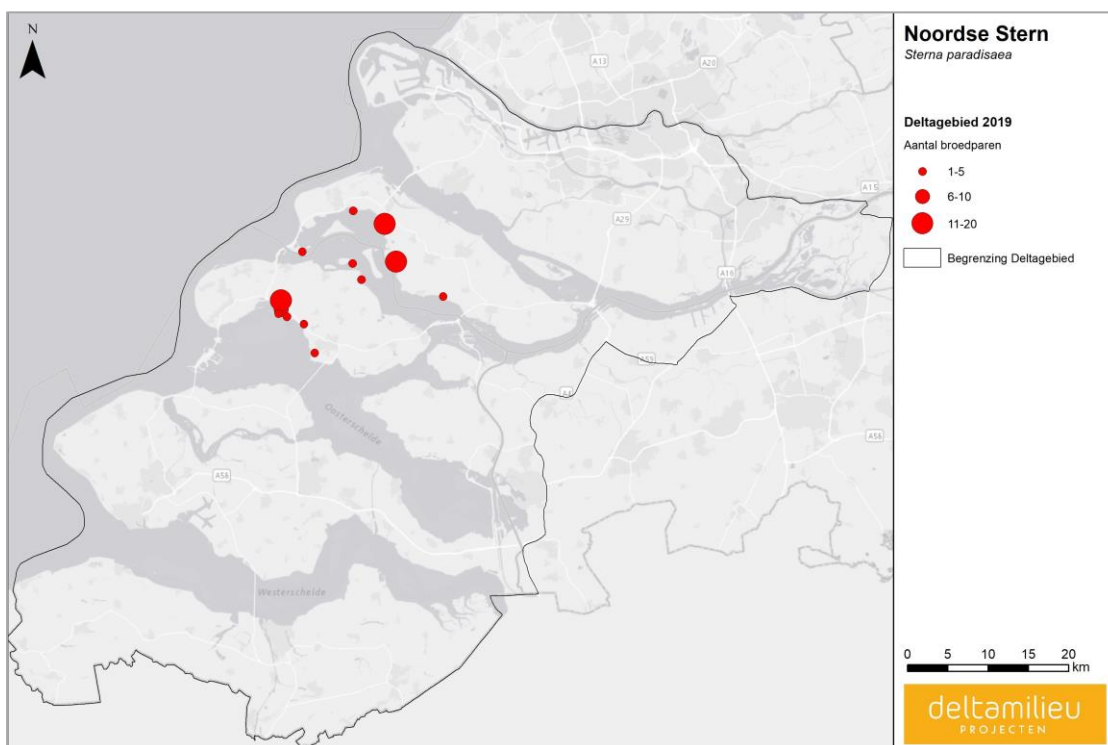 N
A13
A20
A15
A29
A16
A59
A4
A58
Oosterschelde
A58
Westerschelde
Noordse Stern
Sterna paradisaea
Deltagebied 2019
Aantal broedparen
1-5
6-10
11-20
Begrenzing Deltagebied
0 5 10 15 20
km
deltamilieu
PROJECTEN